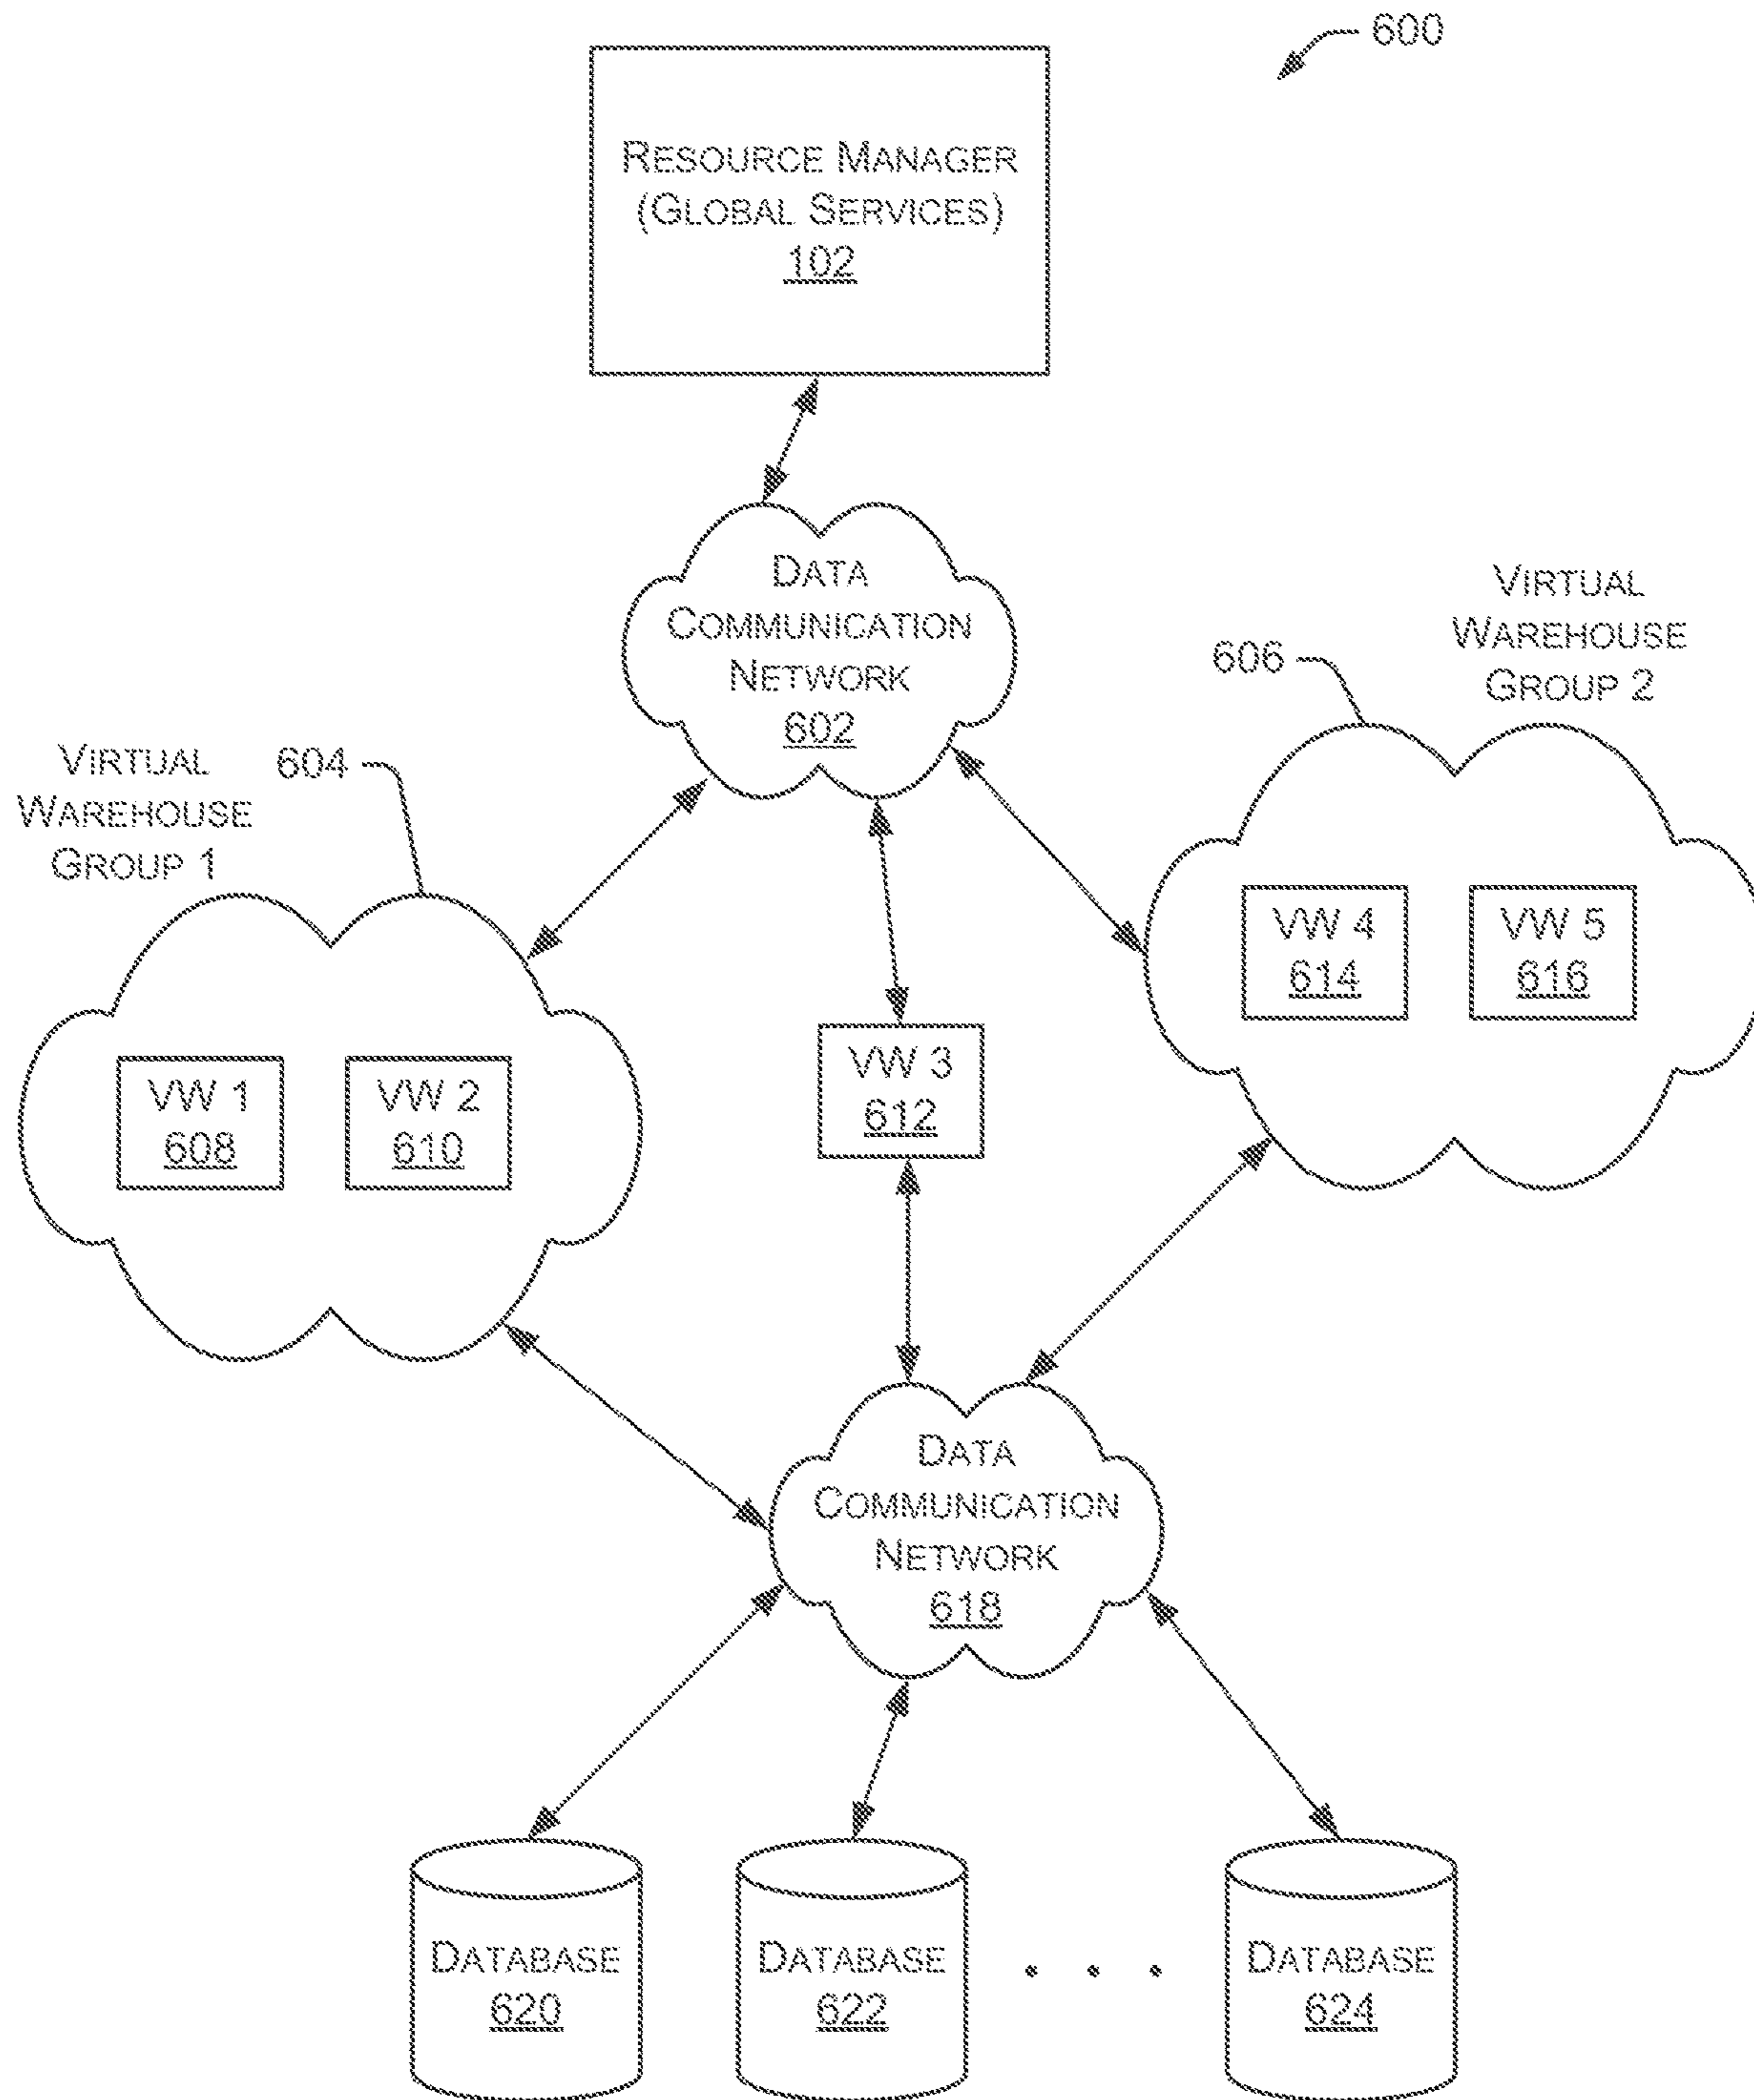 600
RESOURCE MANAGER
(GLOBAL SERVICES)
102
DATA
COMMUNICATION
NETWORK
602
VIRTUAL
WAREHOUSE
GROUP 2
606
VIRTUAL
WAREHOUSE
GROUP 1
604
VW 4
614
VW 5
616
VW 3
612
VW 1
608
VW 2
610
DATA
COMMUNICATION
NETWORK
618
DATABASE
620
DATABASE
622
. . .
DATABASE
624